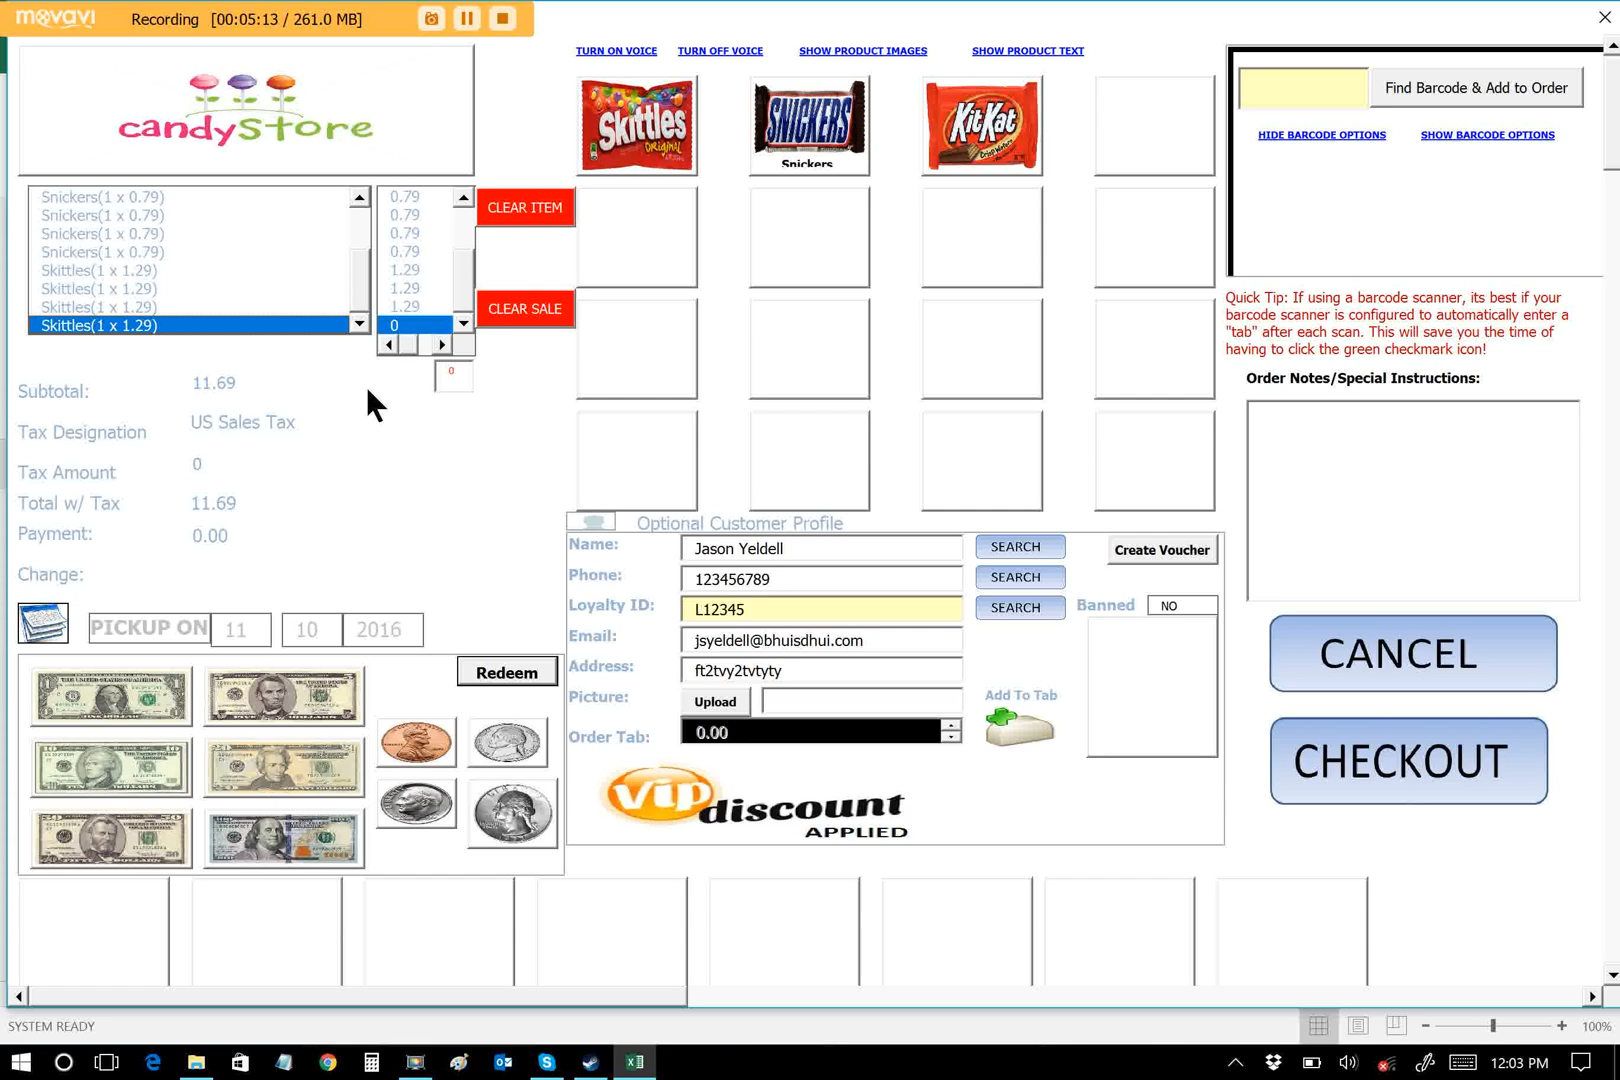 movavi Recording [00:05:13 / 261.0 MB]
TURN ON VOICE TURN OFF VOICE SHOW PRODUCT IMAGES SHOW PRODUCT TEXT
candyStore
Skittles
ORIGINAL
SNICKERS
Snickers
KitKat
Find Barcode & Add to Order
HIDE BARCODE OPTIONS SHOW BARCODE OPTIONS
Snickers(1 x 0.79) 0.79
Snickers(1 x 0.79) 0.79
Snickers(1 x 0.79) 0.79
Snickers(1 x 0.79) 0.79
Skittles(1 x 1.29) 1.29
Skittles(1 x 1.29) 1.29
Skittles(1 x 1.29) 1.29
Skittles(1 x 1.29) 0
CLEAR ITEM
CLEAR SALE
0
Quick Tip: If using a barcode scanner, its best if your
barcode scanner is configured to automatically enter a
"tab" after each scan. This will save you the time of
having to click the green checkmark icon!
Order Notes/Special Instructions:
Subtotal: 11.69
Tax Designation US Sales Tax
Tax Amount 0
Total w/ Tax 11.69
Payment: 0.00
Change:
PICKUP ON 11 10 2016
Redeem
Optional Customer Profile
Name: Jason Yeldell SEARCH Create Voucher
Phone: 123456789 SEARCH
Loyalty ID: L12345 SEARCH Banned NO
Email: jsyeldell@bhuisdhui.com
Address: ft2tvy2tvtyty
Picture: Upload Add To Tab
Order Tab: 0.00
vip discount
APPLIED
CANCEL
CHECKOUT
SYSTEM READY 100%
12:03 PM